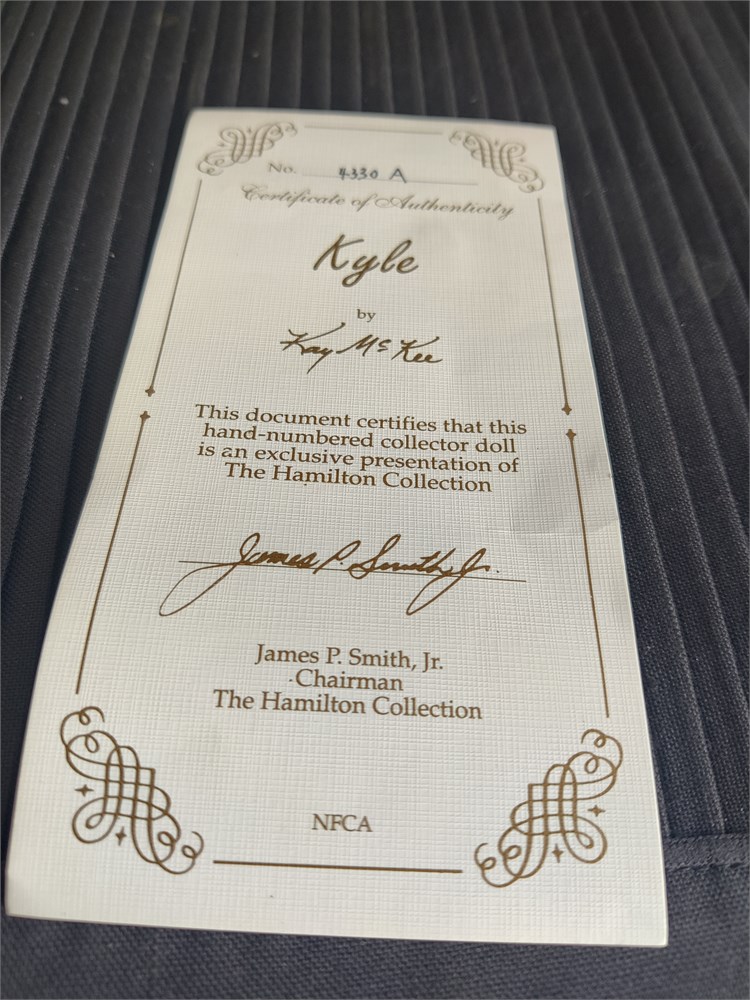 No. 4330 A
Certificate of Authenticity
Kyle
by
Kay McKee
This document certifies that this
hand-numbered collector doll
is an exclusive presentation of
The Hamilton Collection
James P. Smith, Jr.
James P. Smith, Jr.
Chairman
The Hamilton Collection
NFCA